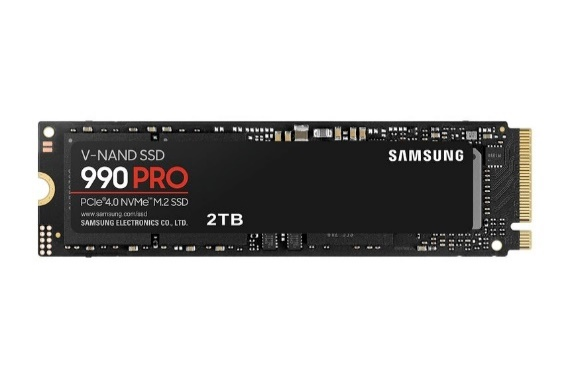 V-NAND SSD
SAMSUNG
990 PRO
PCIe® 4.0 NVMe™ M.2 SSD
www.samsung.com/ssd
SAMSUNG ELECTRONICS CO., LTD.
2TB